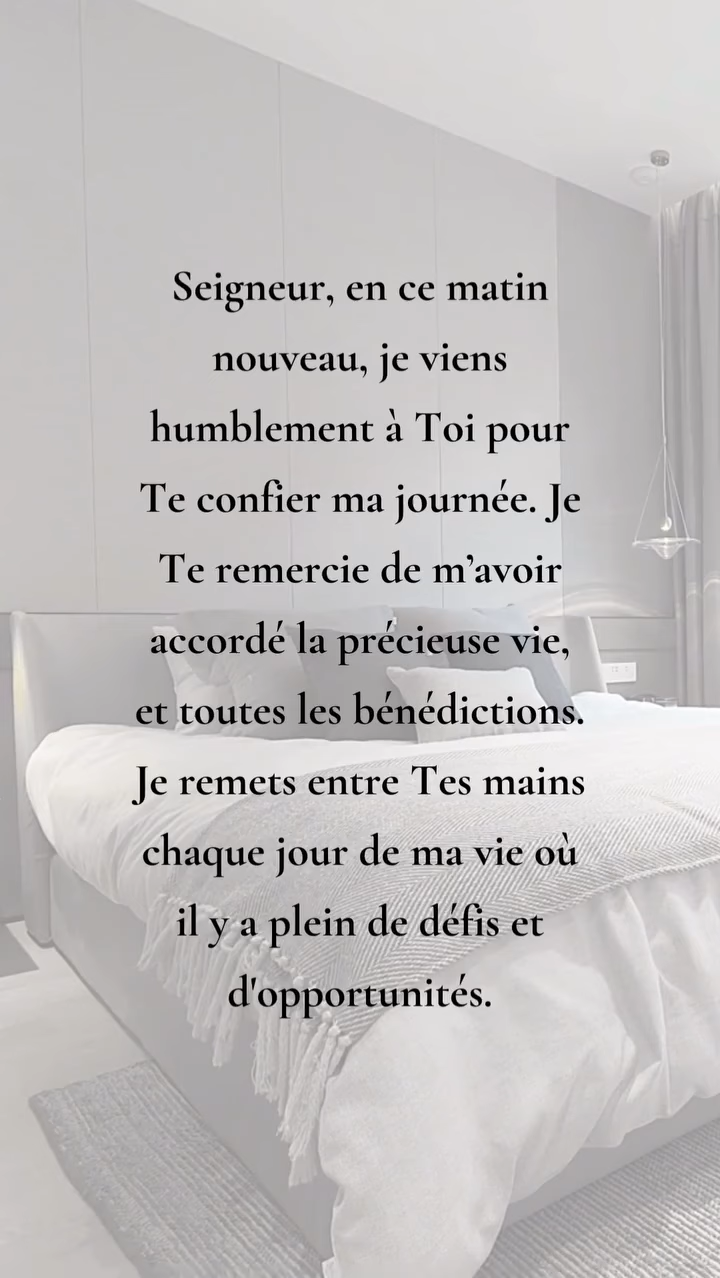 Seigneur, en ce matin
nouveau, je viens
humblement à Toi pour
Te confier ma journée. Je
Te remercie de m’avoir
accordé la précieuse vie,
et toutes les bénédictions.
Je remets entre Tes mains
chaque jour de ma vie où
il y a plein de défis et
d'opportunités.